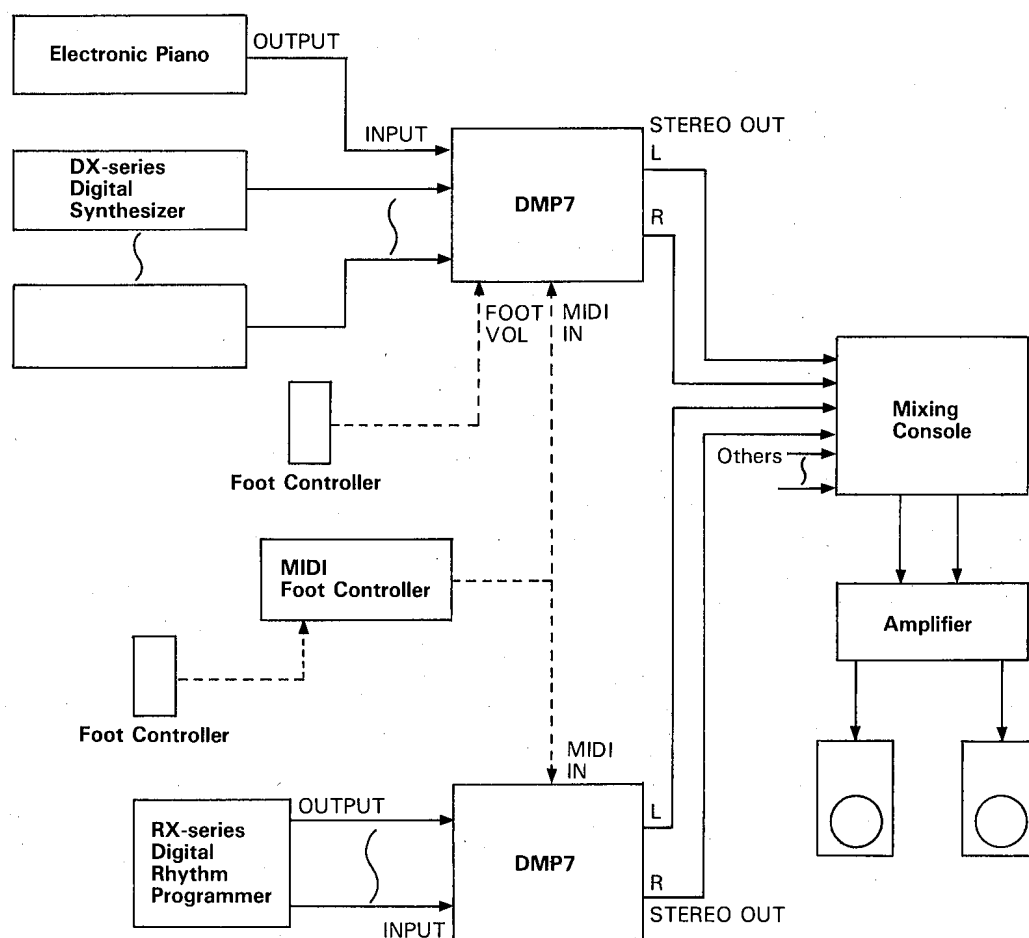 Electronic Piano
OUTPUT
INPUT
STEREO OUT
L
DX-series
Digital
Synthesizer
DMP7
R
FOOT
VOL
MIDI
IN
Mixing
Console
Others
Foot Controller
MIDI
Foot Controller
Amplifier
Foot Controller
MIDI
IN
OUTPUT
L
RX-series
Digital
Rhythm
Programmer
DMP7
R
INPUT
STEREO OUT